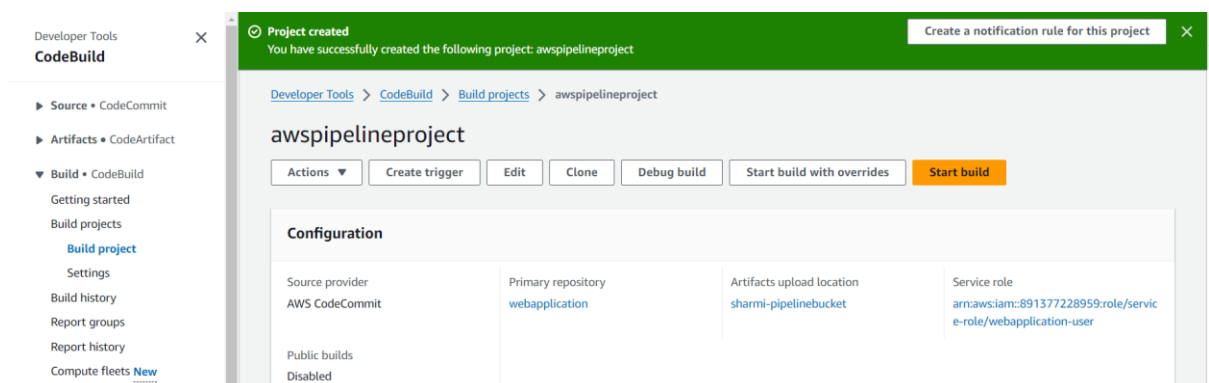 Developer Tools
CodeBuild
Source • CodeCommit
Artifacts • CodeArtifact
Build • CodeBuild
Getting started
Build projects
Build project
Settings
Build history
Report groups
Report history
Compute fleets New
Project created
You have successfully created the following project: awspipelineproject
Create a notification rule for this project
Developer Tools > CodeBuild > Build projects > awspipelineproject
awspipelineproject
Actions ▼ Create trigger Edit Clone Debug build Start build with overrides Start build
Configuration
Source provider
AWS CodeCommit
Primary repository
webapplication
Artifacts upload location
sharmi-pipelinebucket
Service role
arn:aws:iam::891377228959:role/servic
e-role/webapplication-user
Public builds
Disabled